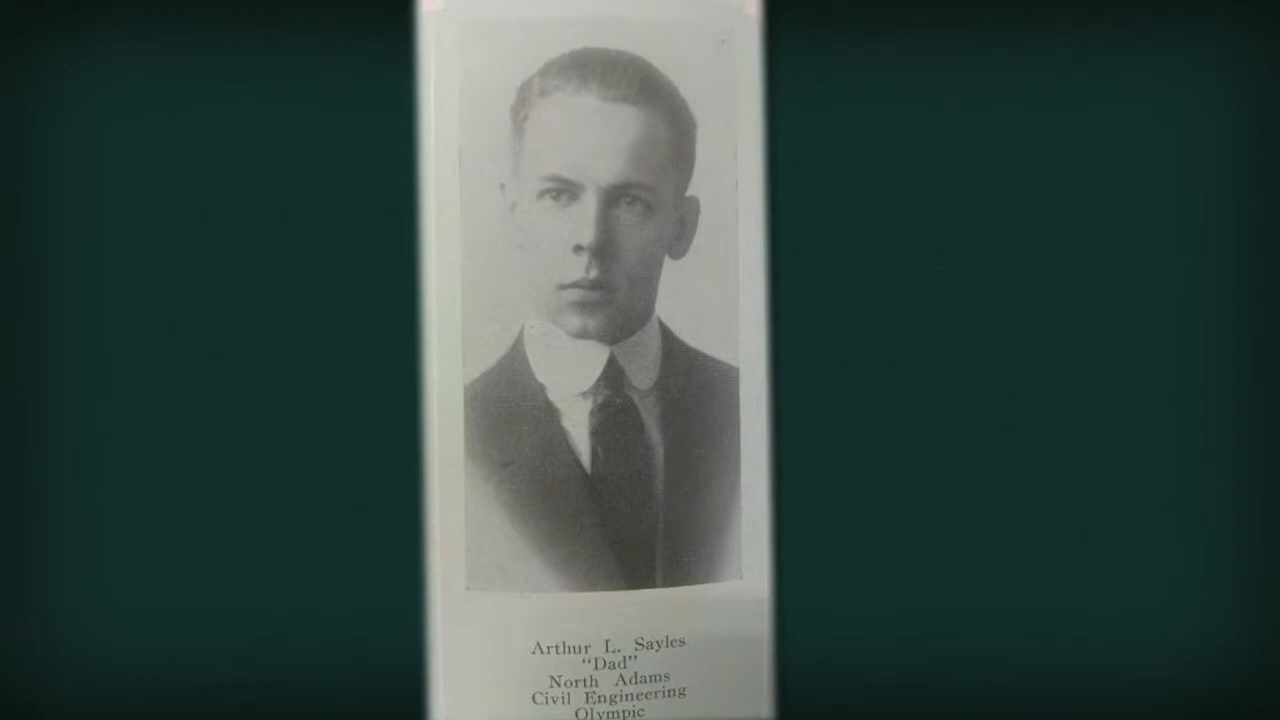 Arthur L. Sayles
"Dad"
North Adams
Civil Engineering
Olympic